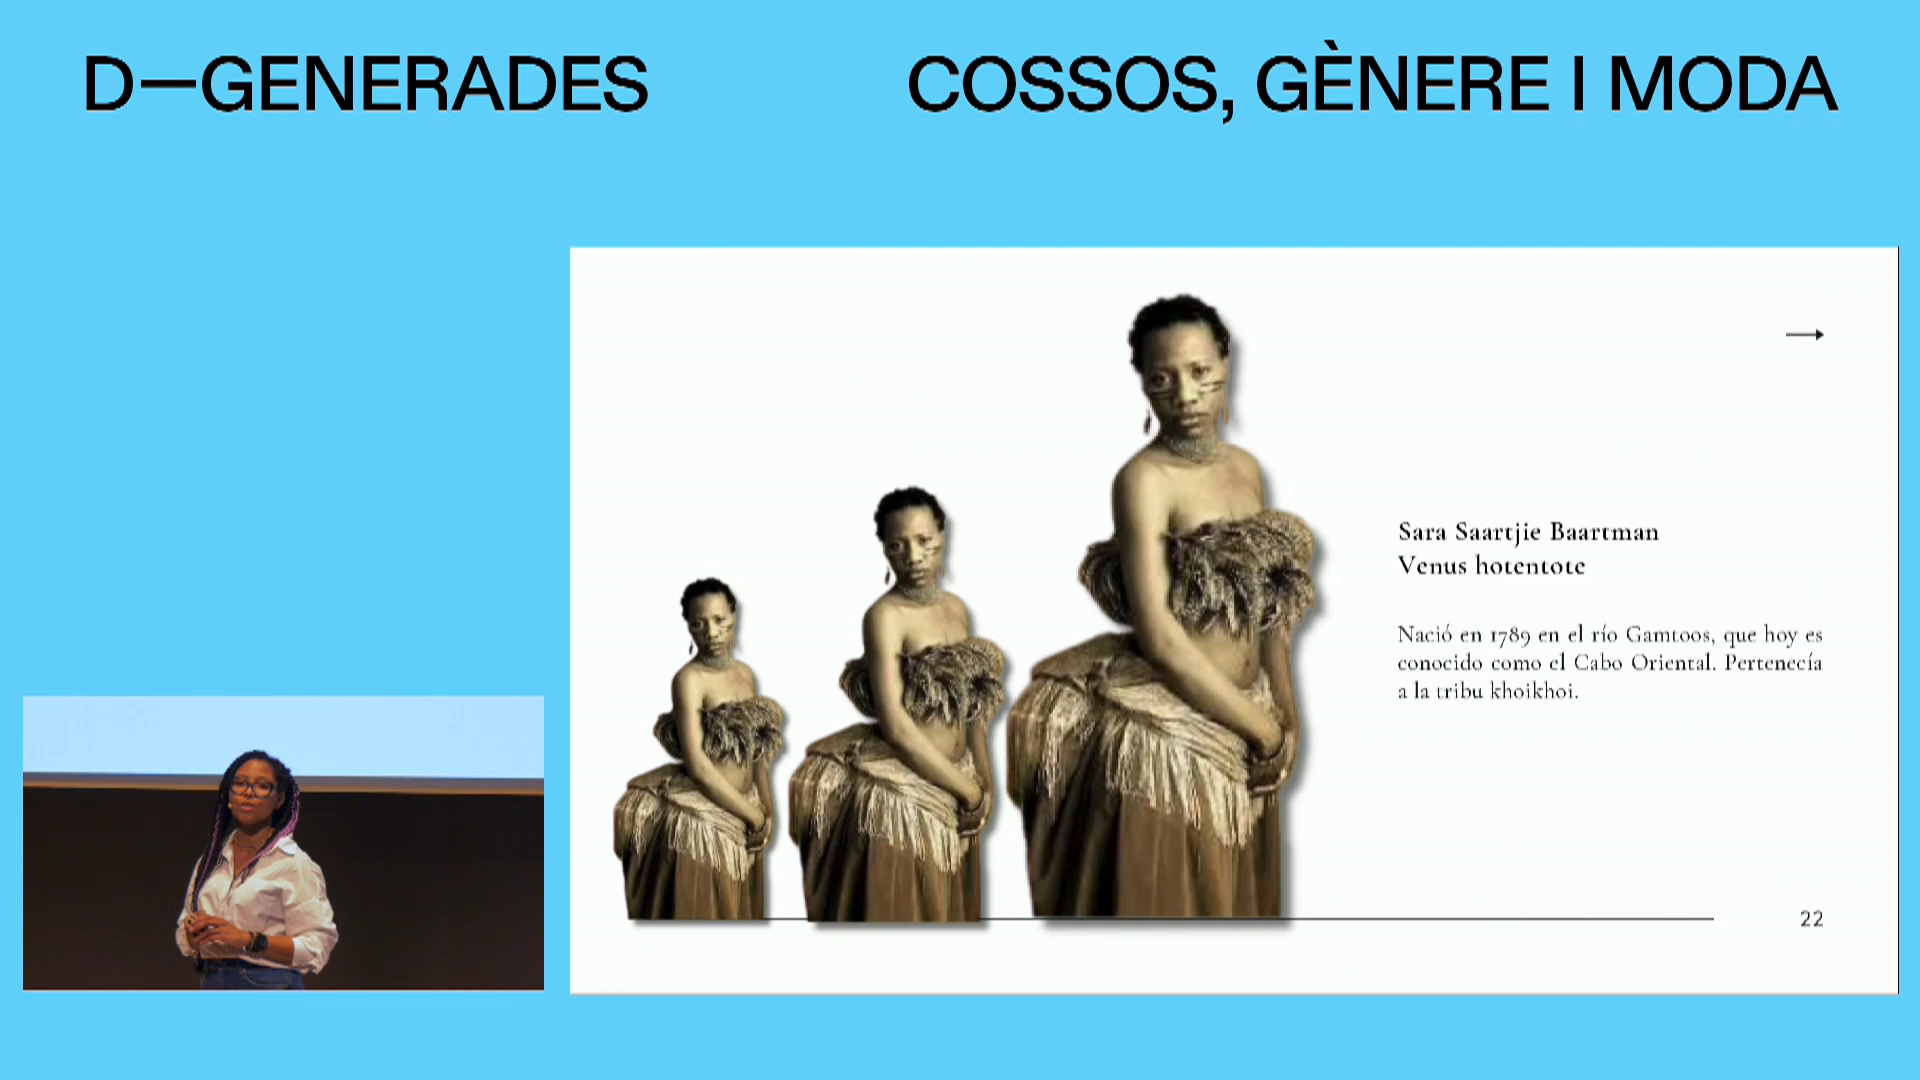 D—GENERADES
COSSOS, GÈNERE I MODA
Sara Saartjie Baartman
Venus hotentote
Nació en 1789 en el río Gamtoos, que hoy es
conocido como el Cabo Oriental. Pertenecía
a la tribu khoikhoi.
22